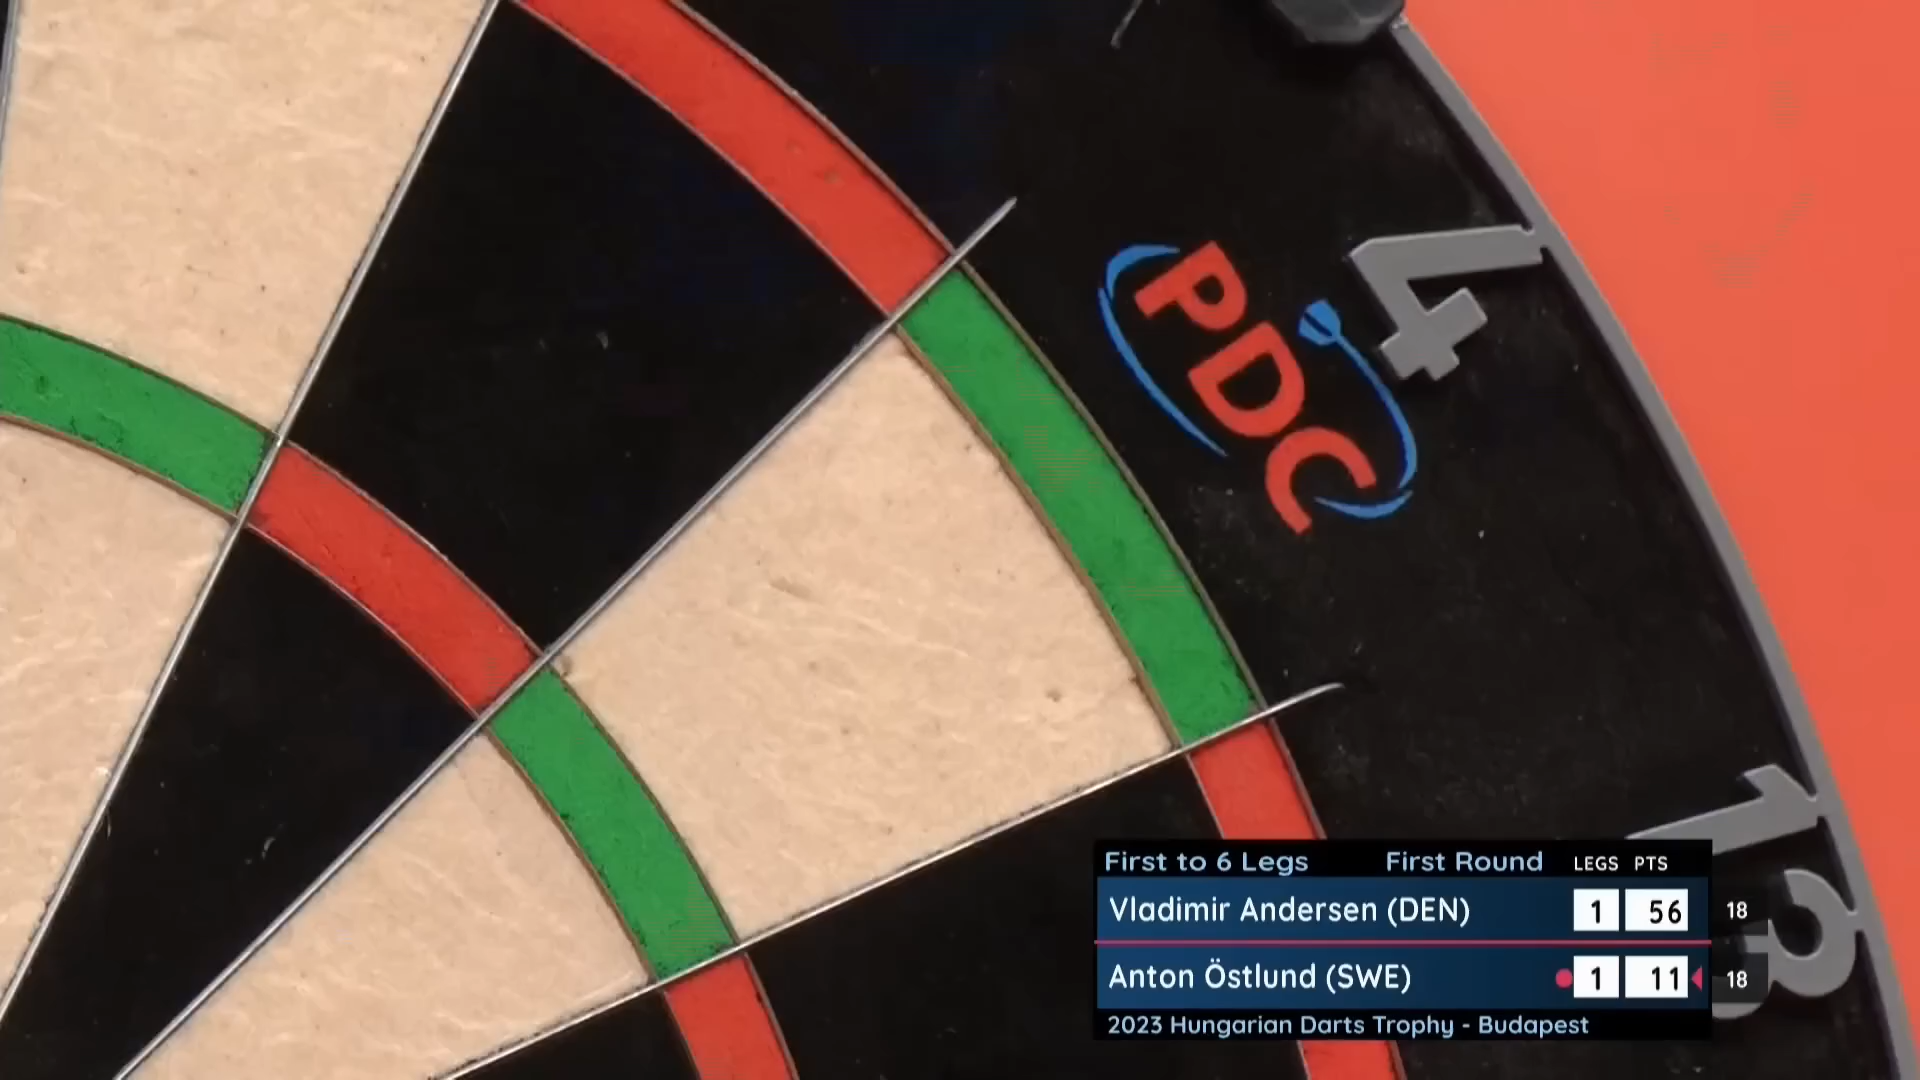 4
PDC
13
First to 6 Legs First Round LEGS PTS
Vladimir Andersen (DEN) 1 56 18
Anton Östlund (SWE) 1 11 18
2023 Hungarian Darts Trophy - Budapest